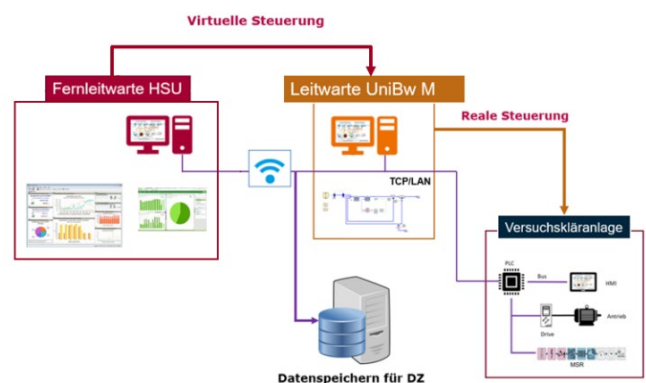 Virtuelle Steuerung
Fernleitwarte HSU
Leitwarte UniBw M
Reale Steuerung
TCP/LAN
Versuchskläranlage
PLC
Bus
HMI
Drive
Antrieb
MSR
Datenspeichern für DZ